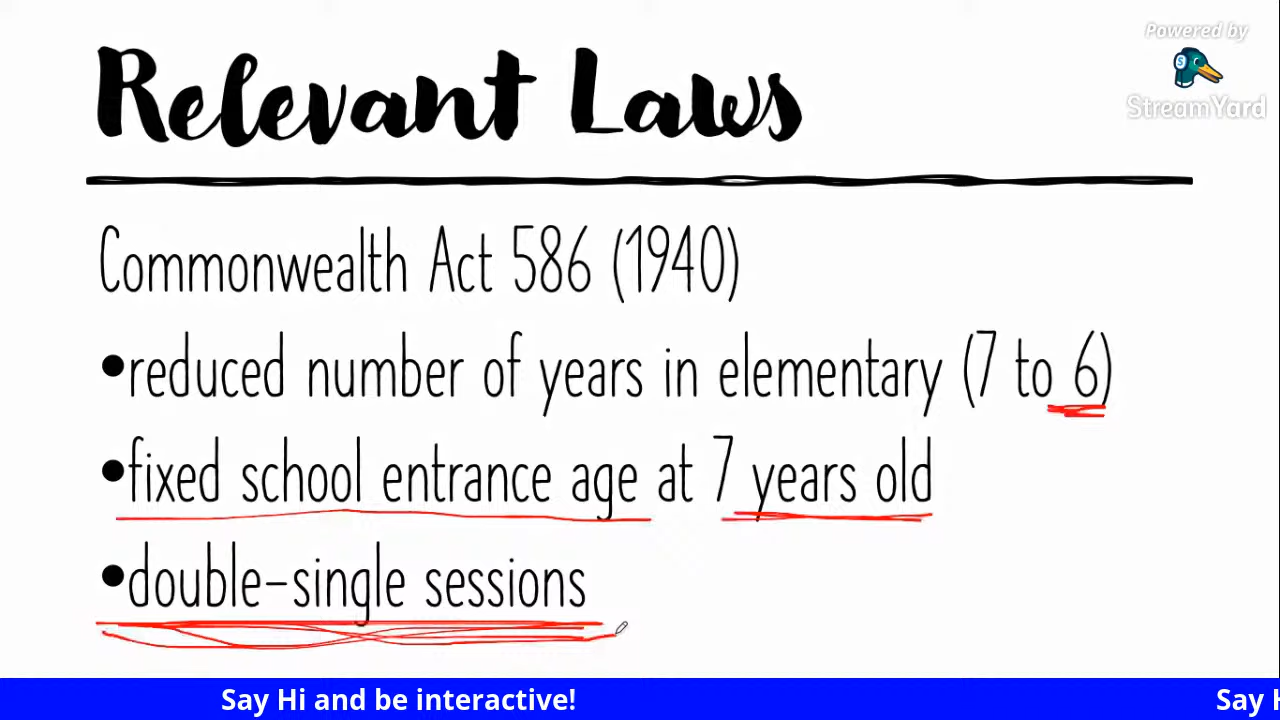 Powered by
StreamYard
Relevant Laws
Commonwealth Act 586 (1940)
•reduced number of years in elementary (7 to 6)
•fixed school entrance age at 7 years old
•double-single sessions
Say Hi and be interactive! Say H